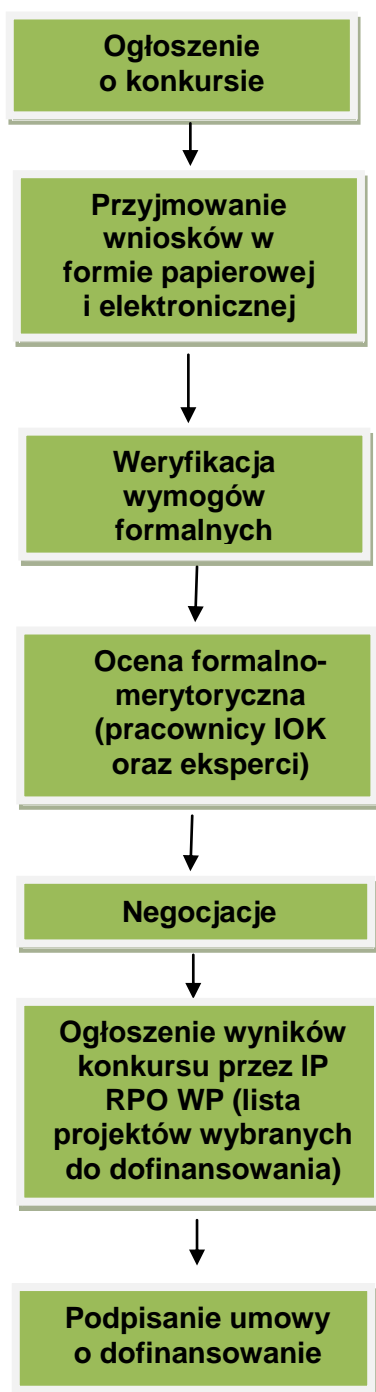 Ogłoszenie
o konkursie
Przyjmowanie
wniosków w
formie papierowej
i elektronicznej
Weryfikacja
wymogów
formalnych
Ocena formalno-
merytoryczna
(pracownicy IOK
oraz eksperci)
Negocjacje
Ogłoszenie wyników
konkursu przez IP
RPO WP (lista
projektów wybranych
do dofinansowania)
Podpisanie umowy
o dofinansowanie